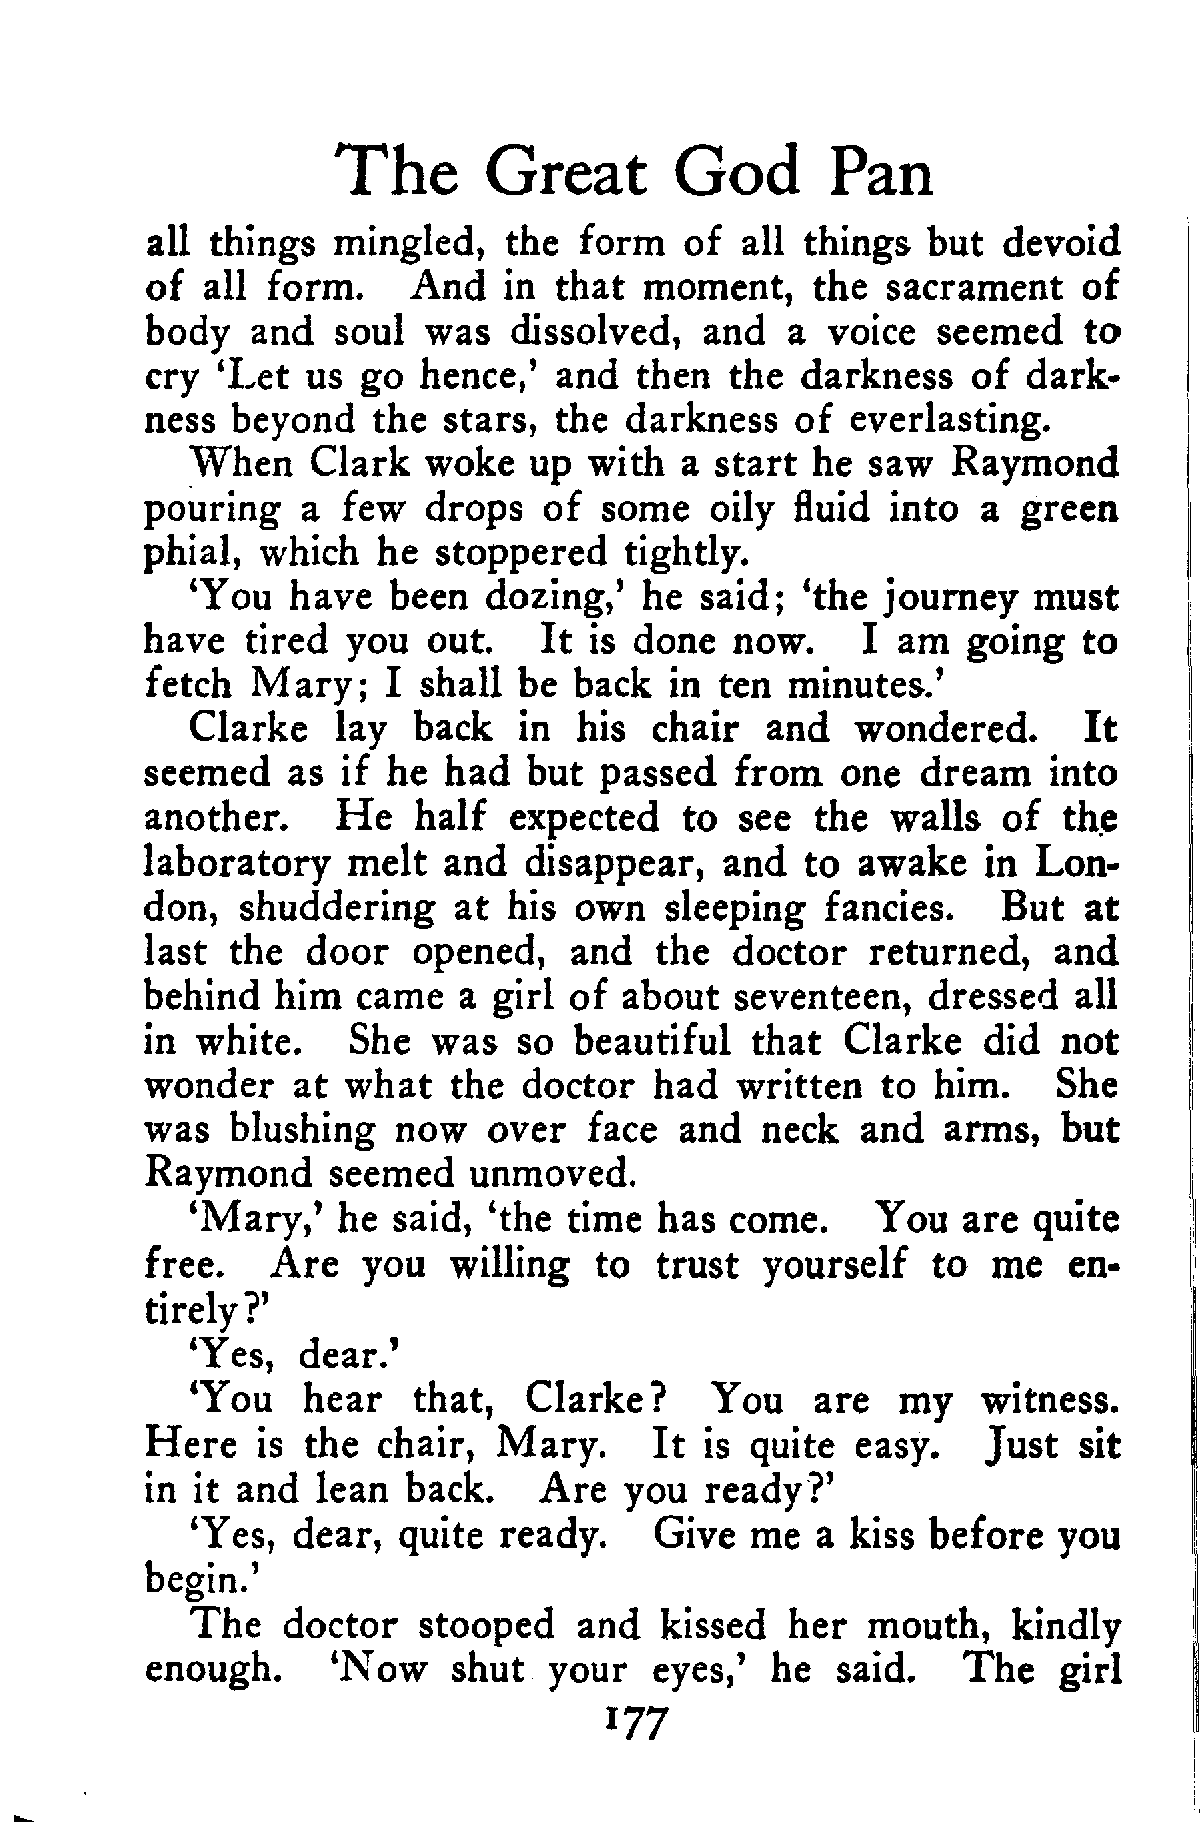 The Great God Pan
all things mingled, the form of all things but devoid
of all form. And in that moment, the sacrament of
body and soul was dissolved, and a voice seemed to
cry ‘Let us go hence,’ and then the darkness of dark-
ness beyond the stars, the darkness of everlasting.
When Clark woke up with a start he saw Raymond
pouring a few drops of some oily fluid into a green
phial, which he stoppered tightly.
‘You have been dozing,’ he said; ‘the journey must
have tired you out. It is done now. I am going to
fetch Mary; I shall be back in ten minutes.’
Clarke lay back in his chair and wondered. It
seemed as if he had but passed from one dream into
another. He half expected to see the walls of the
laboratory melt and disappear, and to awake in Lon-
don, shuddering at his own sleeping fancies. But at
last the door opened, and the doctor returned, and
behind him came a girl of about seventeen, dressed all
in white. She was so beautiful that Clarke did not
wonder at what the doctor had written to him. She
was blushing now over face and neck and arms, but
Raymond seemed unmoved.
‘Mary,’ he said, ‘the time has come. You are quite
free. Are you willing to trust yourself to me en-
tirely?’
‘Yes, dear.’
‘You hear that, Clarke? You are my witness.
Here is the chair, Mary. It is quite easy. Just sit
in it and lean back. Are you ready?’
‘Yes, dear, quite ready. Give me a kiss before you
begin.’
The doctor stooped and kissed her mouth, kindly
enough. ‘Now shut your eyes,’ he said. The girl
177